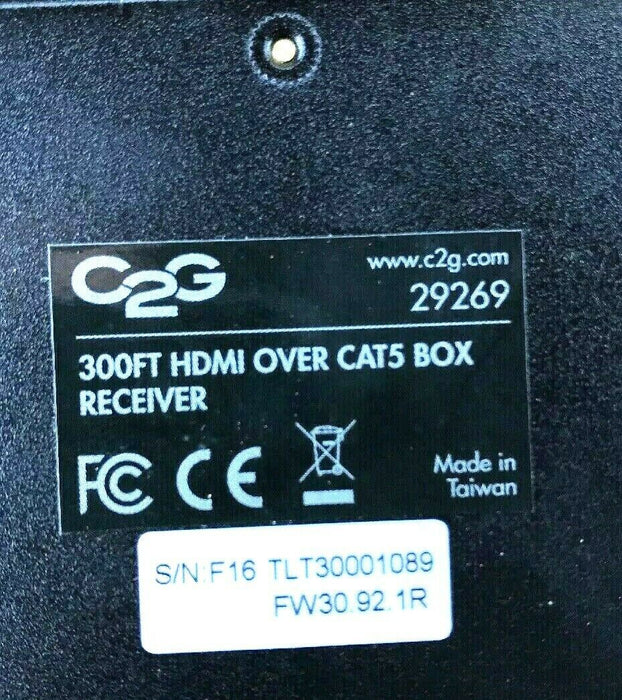 C2G
www.c2g.com
29269
300FT HDMI OVER CAT5 BOX
RECEIVER
FC CE
Made in
Taiwan
S/N:F16 TLT30001089
FW30.92.1R